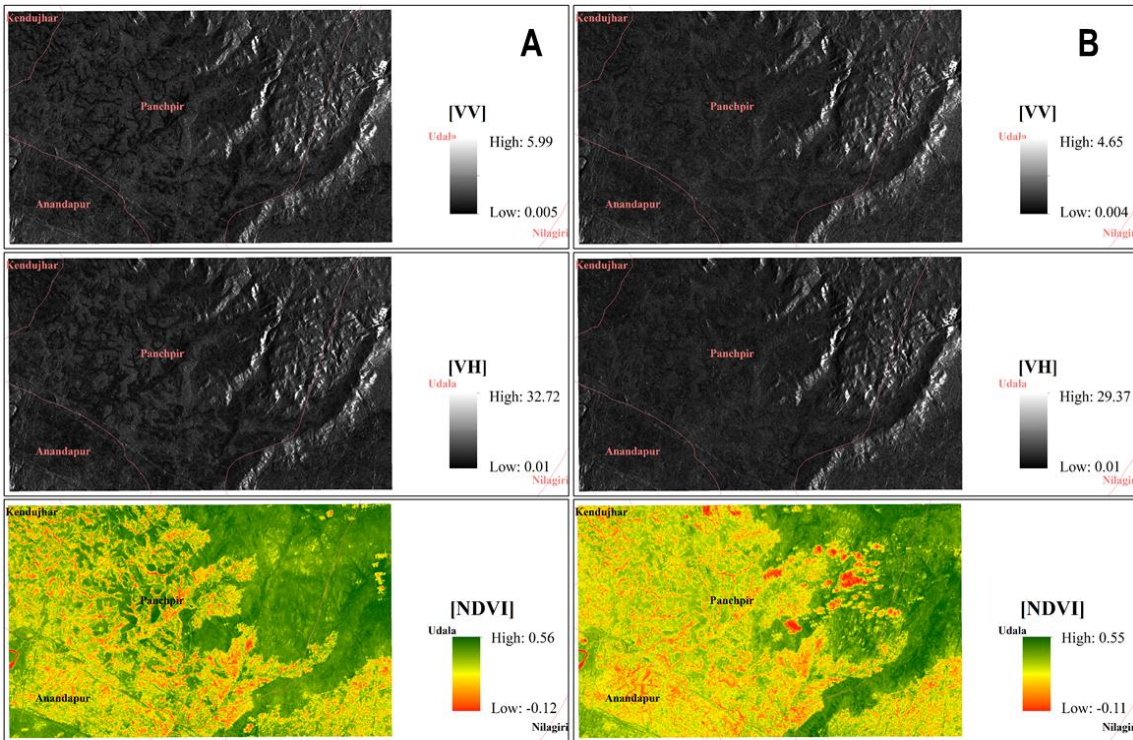 Kendujhar
A
Panchpir
[VV]
Udala
High: 5.99
Anandapur
Low: 0.005
Nilagiri
Kendujhar
B
Panchpir
[VV]
Udala
High: 4.65
Anandapur
Low: 0.004
Nilagiri
Kendujhar
Panchpir
[VH]
Udala
High: 32.72
Anandapur
Low: 0.01
Nilagiri
Kendujhar
Panchpir
[VH]
Udala
High: 29.37
Anandapur
Low: 0.01
Nilagiri
Kendujhar
Panchpir
[NDVI]
Udala
High: 0.56
Anandapur
Low: -0.12
Nilagiri
Kendujhar
Panchpir
[NDVI]
Udala
High: 0.55
Anandapur
Low: -0.11
Nilagiri